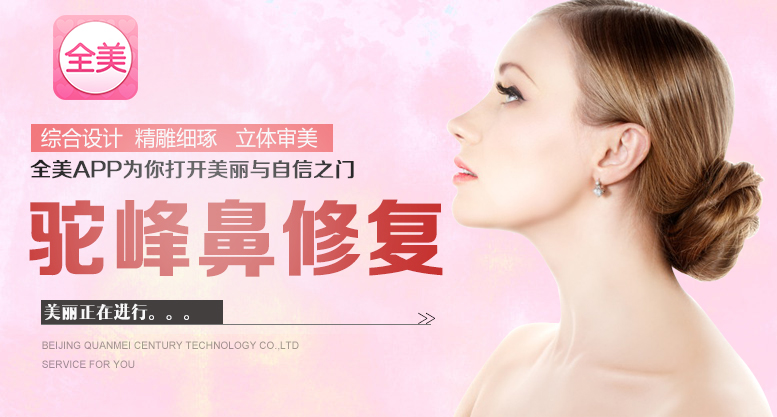 全美
综合设计 精雕细琢 立体审美
全美APP为你打开美丽与自信之门
驼峰鼻修复
美丽正在进行。。。
BEIJING QUANMEI CENTURY TECHNOLOGY CO.,LTD
SERVICE FOR YOU